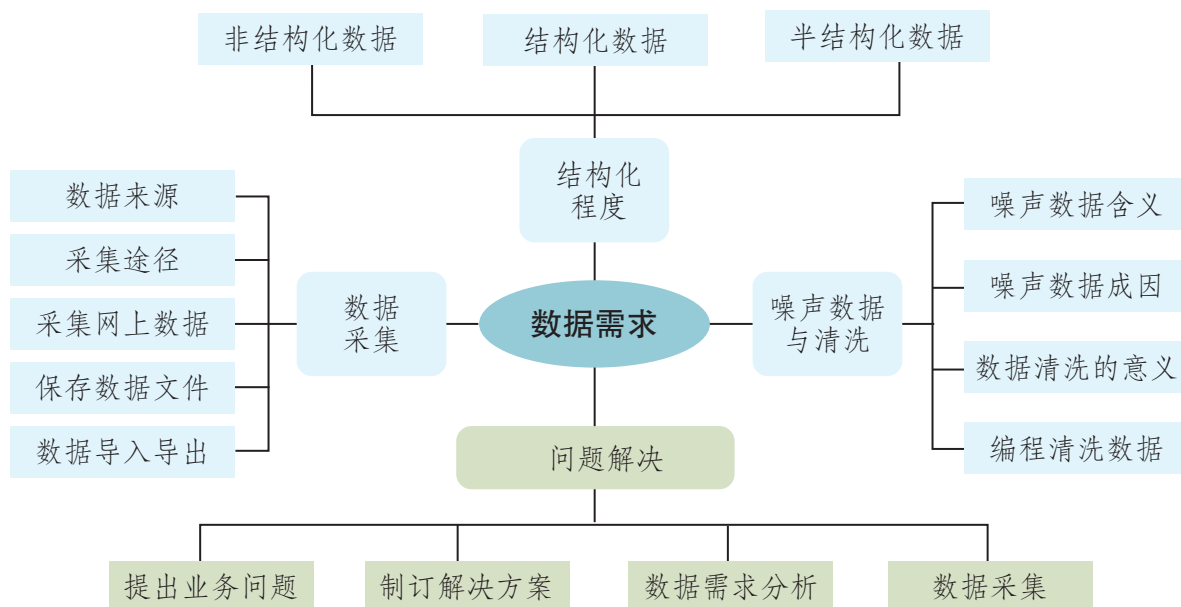 非结构化数据
结构化数据
半结构化数据
结构化
程度
数据来源
采集途径
采集网上数据
保存数据文件
数据导入导出
数据
采集
数据需求
噪声数据
与清洗
噪声数据含义
噪声数据成因
数据清洗的意义
编程清洗数据
问题解决
提出业务问题
制订解决方案
数据需求分析
数据采集